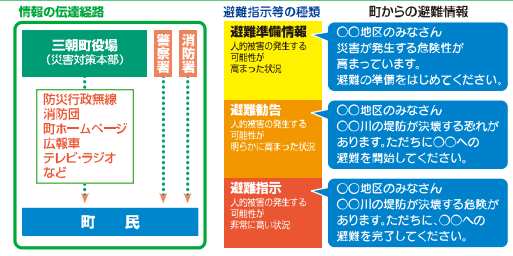 情報の伝達経路
三朝町役場
(災害対策本部)
警察署
消防署
防災行政無線
消防団
町ホームページ
広報車
テレビ・ラジオ
など
町 民
避難指示等の種類
町からの避難情報
避難準備情報
人的被害の発生する
可能性が
高まった状況
〇〇地区のみなさん
災害が発生する危険性が
高まっています。
避難の準備をはじめてください。
避難勧告
人的被害の発生する
可能性が
明らかに高まった状況
〇〇地区のみなさん
〇〇川の堤防が決壊する恐れが
あります。ただちに〇〇への
避難を開始してください。
避難指示
人的被害の発生する
可能性が
非常に高い状況
〇〇地区のみなさん
〇〇川の堤防が決壊する危険が
あります。ただちに、〇〇への
避難を完了してください。